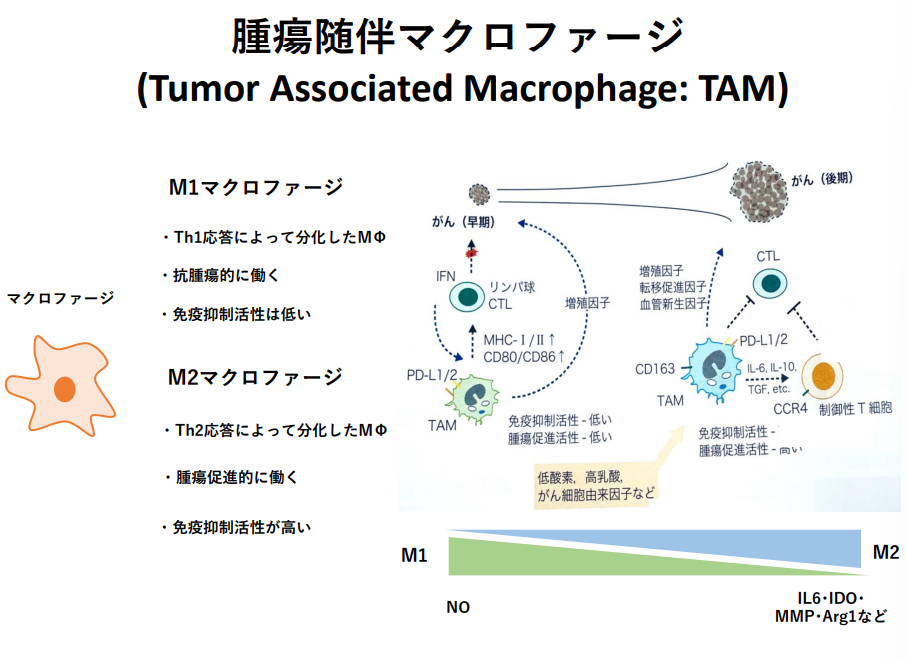 腫瘍随伴マクロファージ
(Tumor Associated Macrophage: TAM)
マクロファージ
M1マクロファージ
・Th1応答によって分化したMΦ
・抗腫瘍的に働く
・免疫抑制活性は低い
M2マクロファージ
・Th2応答によって分化したMΦ
・腫瘍促進的に働く
・免疫抑制活性が高い
がん（早期）
IFN
リンパ球
CTL
増殖因子
MHC-Ⅰ/Ⅱ↑
CD80/CD86↑
PD-L1/2
TAM
免疫抑制活性 - 低い
腫瘍促進活性 - 低い
がん（後期）
増殖因子
転移促進因子
血管新生因子
CTL
PD-L1/2
CD163
IL-6, IL-10,
TGF, etc.
TAM
CCR4
制御性T細胞
免疫抑制活性 -
腫瘍促進活性 - 高い
低酸素，高乳酸，
がん細胞由来因子など
M1
M2
NO
IL6・IDO・
MMP・Arg1など